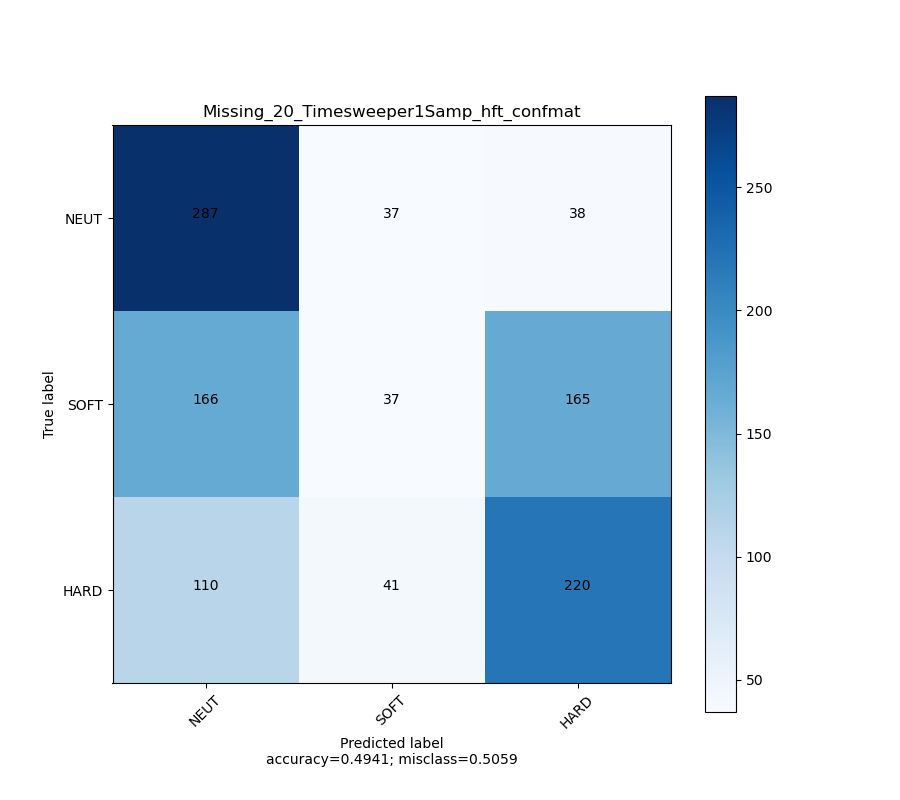 Missing_20_Timesweeper1Samp_hft_confmat
NEUT
287
37
38
SOFT
166
37
165
HARD
110
41
220
True label
NEUT
SOFT
HARD
Predicted label
accuracy=0.4941; misclass=0.5059
250
200
150
100
50